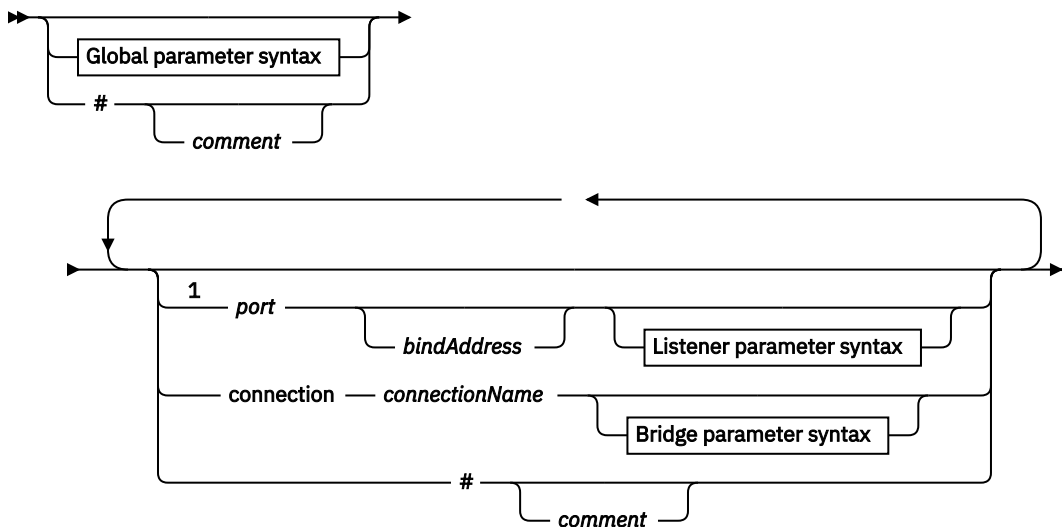 Global parameter syntax
#
comment
1
port
bindAddress
Listener parameter syntax
connection connectionName
Bridge parameter syntax
#
comment